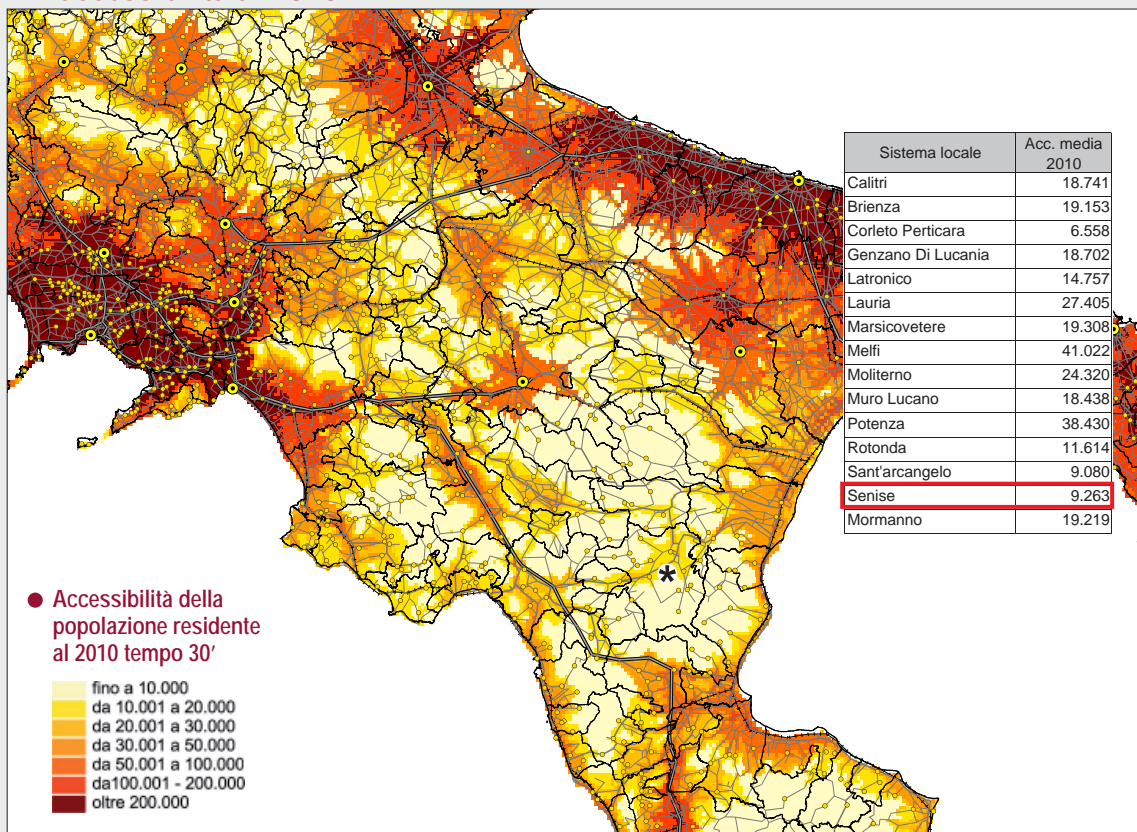 Sistema locale Acc. media 2010
Calitri 18.741
Brienza 19.153
Corleto Perticara 6.558
Genzano Di Lucania 18.702
Latronico 14.757
Lauria 27.405
Marsicovetere 19.308
Melfi 41.022
Moliterno 24.320
Muro Lucano 18.438
Potenza 38.430
Rotonda 11.614
Sant'arcangelo 9.080
Senise 9.263
Mormanno 19.219
*
Accessibilità della
popolazione residente
al 2010 tempo 30'
fino a 10.000
da 10.001 a 20.000
da 20.001 a 30.000
da 30.001 a 50.000
da 50.001 a 100.000
da100.001 - 200.000
oltre 200.000